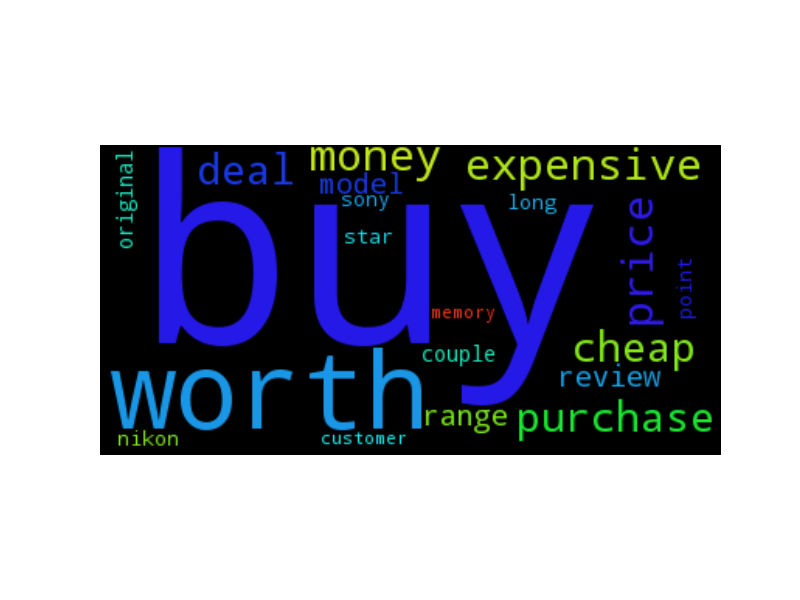 original
deal
money
expensive
model
sony
long
buy
star
price
point
memory
couple
cheap
worth
review
range
purchase
nikon
customer